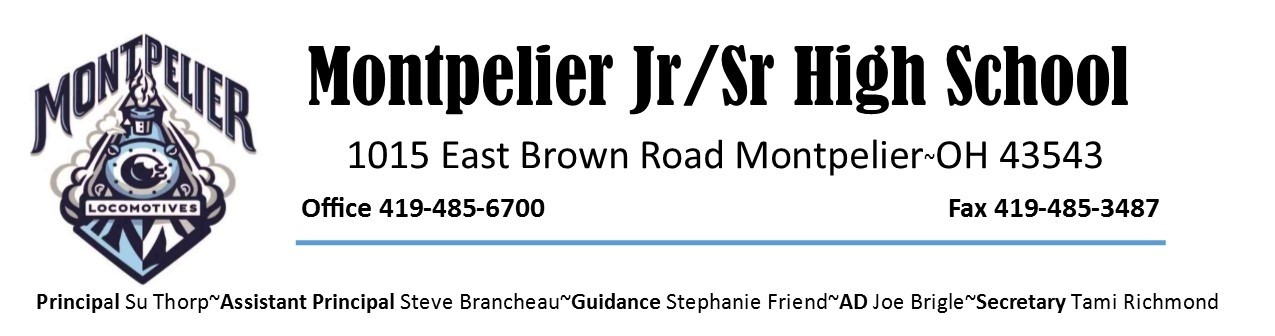 MONTPELIER
LOCOMOTIVES
Montpelier Jr/Sr High School
1015 East Brown Road Montpelier~OH 43543
Office 419-485-6700 Fax 419-485-3487
Principal Su Thorp~Assistant Principal Steve Brancheau~Guidance Stephanie Friend~AD Joe Brigle~Secretary Tami Richmond